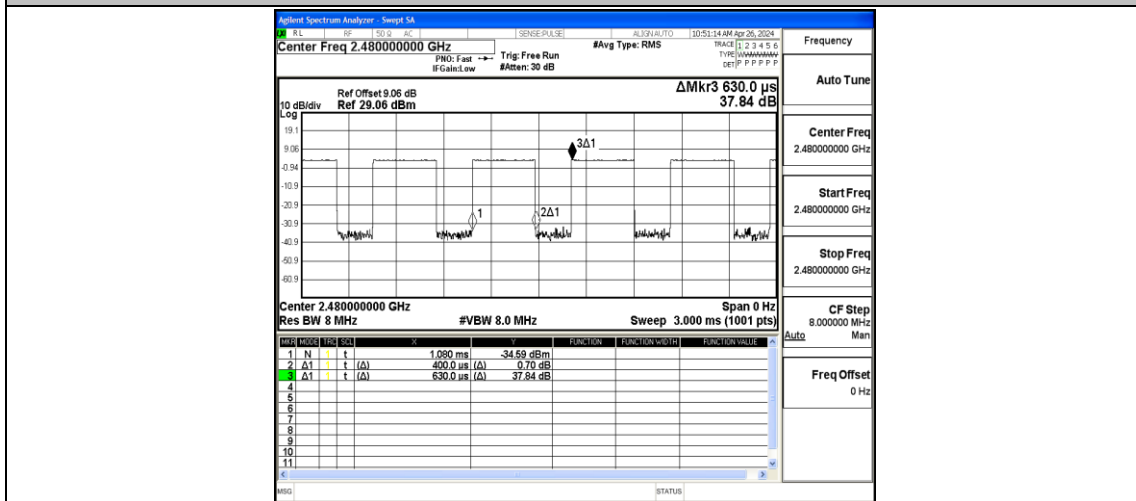 Agilent Spectrum Analyzer - Swept SA
RL RF 50 Ω AC SENSE:PULSE ALIGN AUTO 10:51:14 AM Apr 26, 2024
Center Freq 2.480000000 GHz
PNO: Fast
IFGain:Low
Trig: Free Run
#Atten: 30 dB
#Avg Type: RMS
TRACE 1 2 3 4 5 6
TYPE
DET P P P P P P
Frequency
Auto Tune
ΔMkr3 630.0 µs
37.84 dB
Ref Offset 9.06 dB
10 dB/div Ref 29.06 dBm
Log
19.1
9.06
-0.94
-10.9
-20.9
-30.9
-40.9
-50.9
-60.9
3Δ1
1
2Δ1
Center Freq
2.480000000 GHz
Start Freq
2.480000000 GHz
Stop Freq
2.480000000 GHz
Center 2.480000000 GHz Span 0 Hz
Res BW 8 MHz #VBW 8.0 MHz Sweep 3.000 ms (1001 pts)
CF Step
8.000000 MHz
Auto Man
MKR MODE TRC SCL X Y FUNCTION FUNCTION WIDTH FUNCTION VALUE
1 N 1 t 1.080 ms -34.59 dBm
2 Δ1 1 t (Δ) 400.0 µs (Δ) 0.70 dB
3 Δ1 1 t (Δ) 630.0 µs (Δ) 37.84 dB
4
5
6
7
8
9
10
11
Freq Offset
0 Hz
MSG STATUS